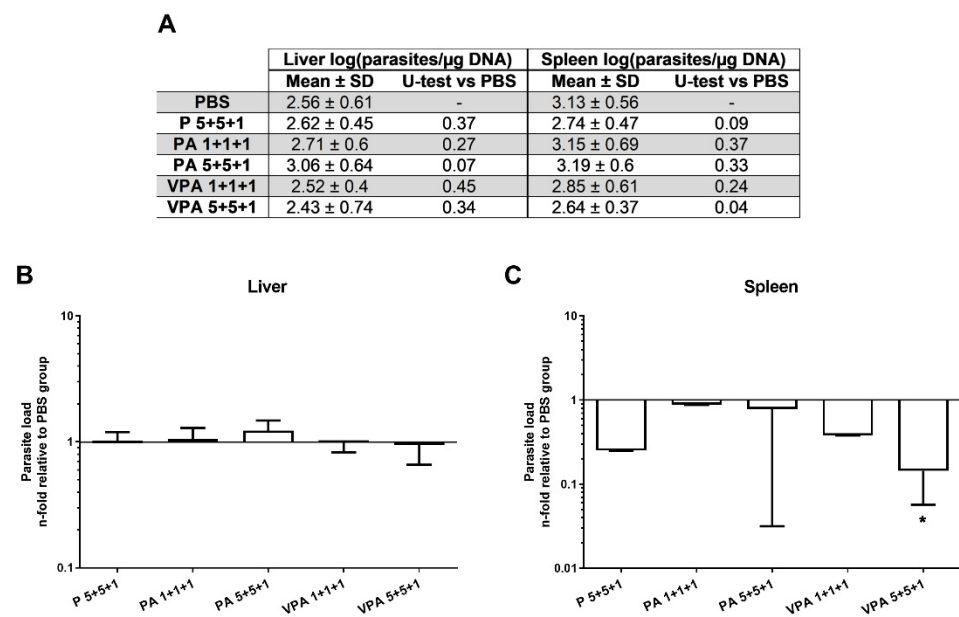 A
Liver log(parasites/µg DNA) Spleen log(parasites/µg DNA)
Mean ± SD U-test vs PBS Mean ± SD U-test vs PBS
PBS 2.56 ± 0.61 - 3.13 ± 0.56 -
P 5+5+1 2.62 ± 0.45 0.37 2.74 ± 0.47 0.09
PA 1+1+1 2.71 ± 0.6 0.27 3.15 ± 0.69 0.37
PA 5+5+1 3.06 ± 0.64 0.07 3.19 ± 0.6 0.33
VPA 1+1+1 2.52 ± 0.4 0.45 2.85 ± 0.61 0.24
VPA 5+5+1 2.43 ± 0.74 0.34 2.64 ± 0.37 0.04
B
Liver
Parasite load
n-fold relative to PBS group
10
1
0.1
P 5+5+1 PA 1+1+1 PA 5+5+1 VPA 1+1+1 VPA 5+5+1
C
Spleen
Parasite load
n-fold relative to PBS group
10
1
0.1
0.01
*
P 5+5+1 PA 1+1+1 PA 5+5+1 VPA 1+1+1 VPA 5+5+1